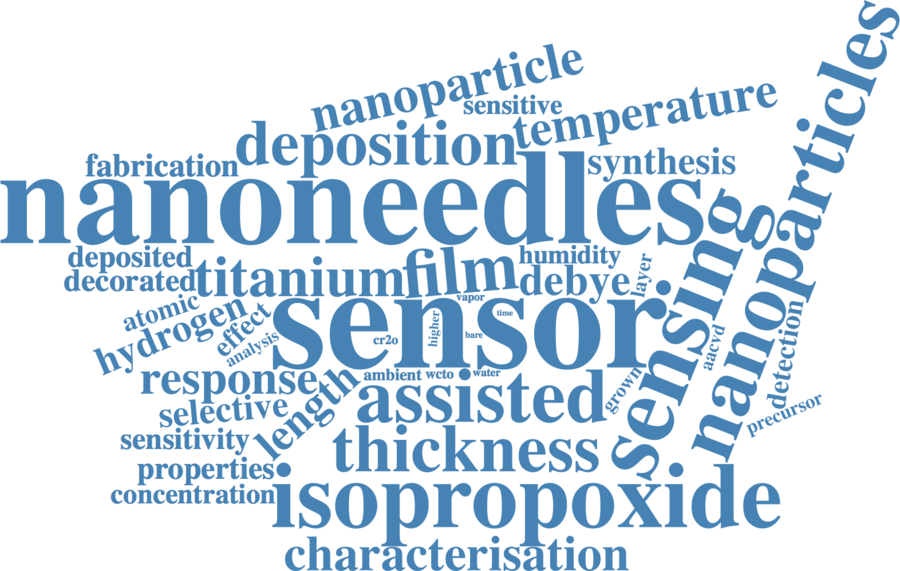 nanoparticles
nanoparticle
sensitive
temperature
deposition
fabrication
synthesis
nanoneedles
sensing
deposited
humidity
film
decorated
titanium
debye
layer
atomic
hydrogen
effect
vapor
sensor
time
higher
bare
cr2o
analysis
aacvd
detection
response
ambient
wcto
water
grown
length
assisted
selective
precursor
sensitivity
thickness
properties
concentration
isopropoxide
characterisation